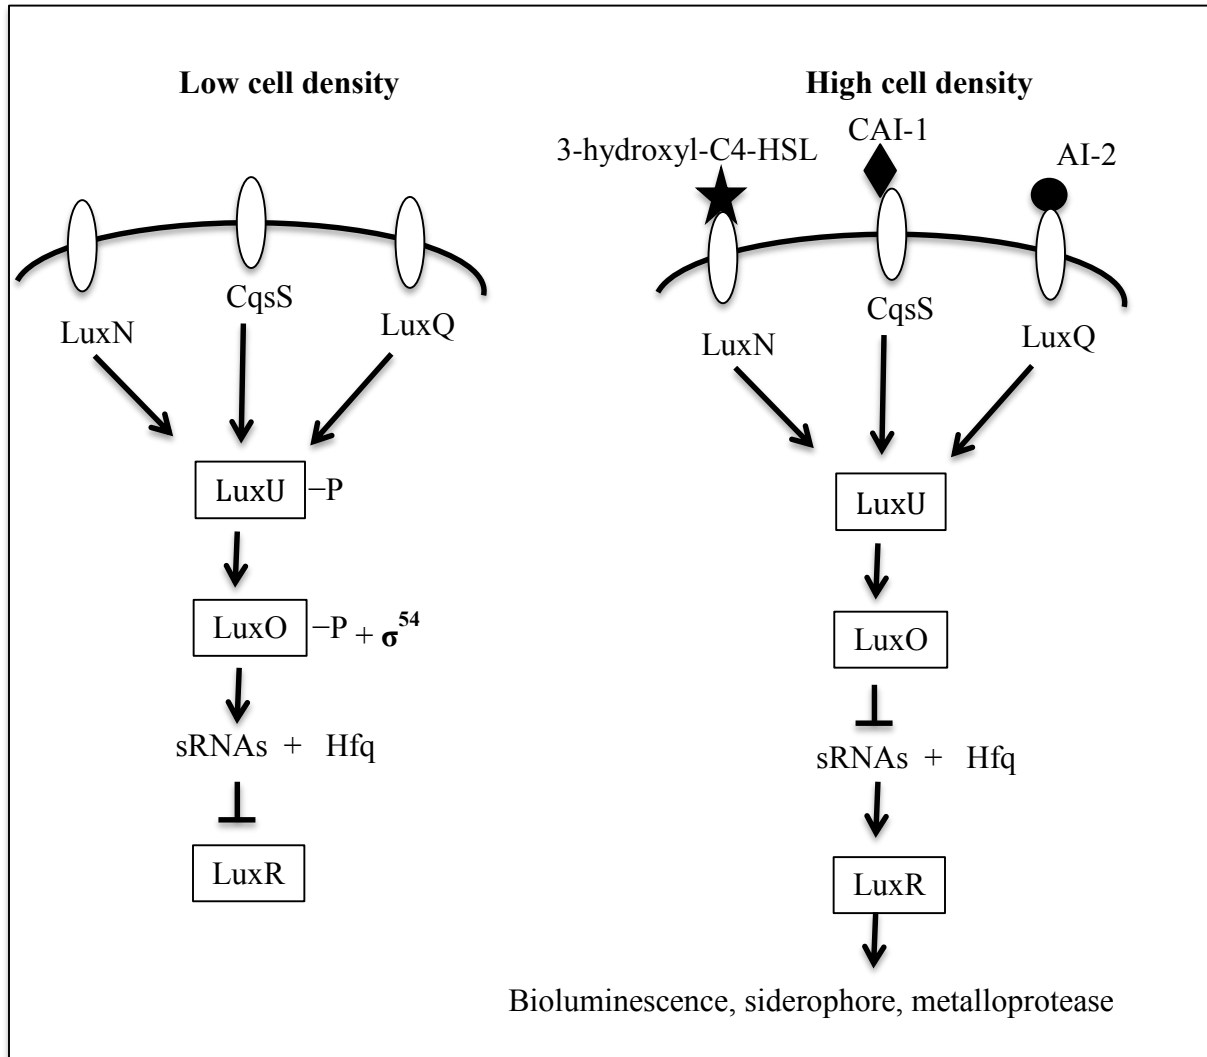 Low cell density
CqsS
LuxN
LuxQ
LuxU –P
LuxO –P + σ⁵⁴
sRNAs + Hfq
LuxR
High cell density
CAI-1
3-hydroxyl-C4-HSL
AI-2
CqsS
LuxN
LuxQ
LuxU
LuxO
sRNAs + Hfq
LuxR
Bioluminescence, siderophore, metalloprotease